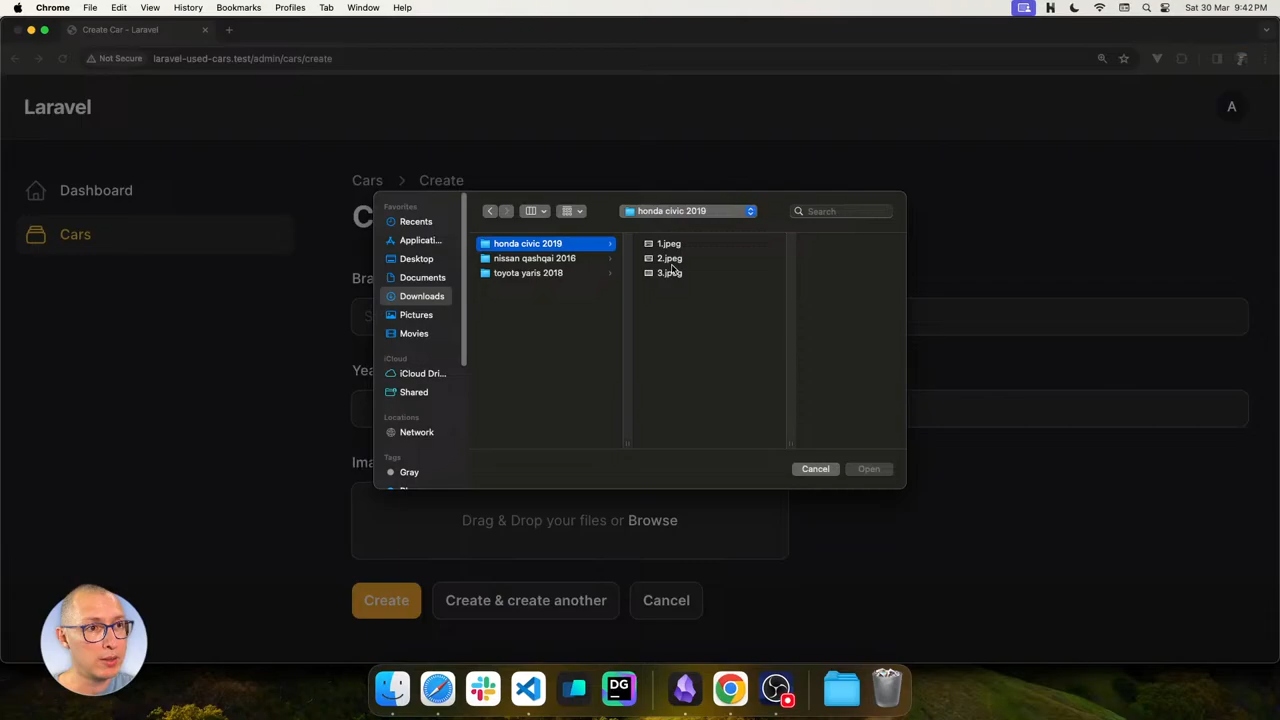 Chrome File Edit View History Bookmarks Profiles Tab Window Help Sat 30 Mar 9:42 PM
Create Car - Laravel
Not Secure laravel-used-cars.test/admin/cars/create
Laravel A
Dashboard
Cars
Cars > Create
C
Bra
S
Yea
Ima
Favorites
Recents
Applicati...
Desktop
Documents
Downloads
Pictures
Movies
iCloud
iCloud Dri...
Shared
Locations
Network
Tags
Gray
honda civic 2019 Search
honda civic 2019
nissan qashqai 2016
toyota yaris 2018
1.jpeg
2.jpeg
3.jpeg
Cancel Open
Drag & Drop your files or Browse
Create Create & create another Cancel
DG